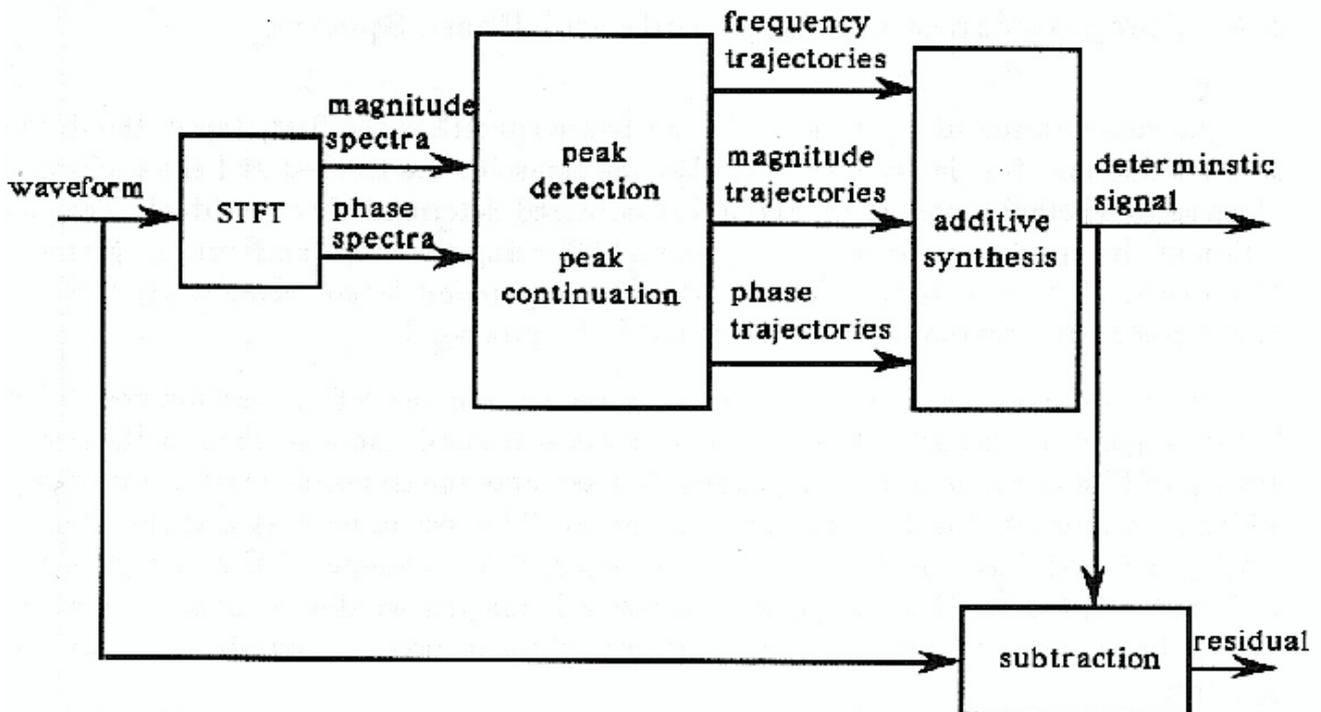 waveform
STFT
magnitude
spectra
phase
spectra
peak
detection
peak
continuation
frequency
trajectories
magnitude
trajectories
phase
trajectories
additive
synthesis
determinstic
signal
subtraction
residual